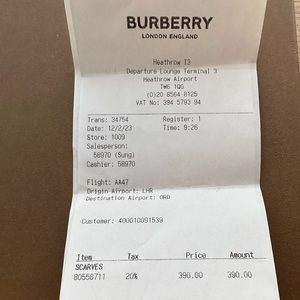 BURBERRY
LONDON ENGLAND
Heathrow T3
Departure Lounge Terminal 3
Heathrow Airport
TW6 1QG
(0)20 8564 8125
VAT No: 394 5793 94
Trans: 34754 Register: 1
Date: 12/2/23 Time: 9:26
Store: 1009
Salesperson:
58970 (Sung)
Cashier: 58970
Flight: AA47
Origin Airport: LHR
Destination Airport: ORD
Customer: 400010091539
Item Tax Price Amount
SCARVES
80556711 20% 390.00 390.00